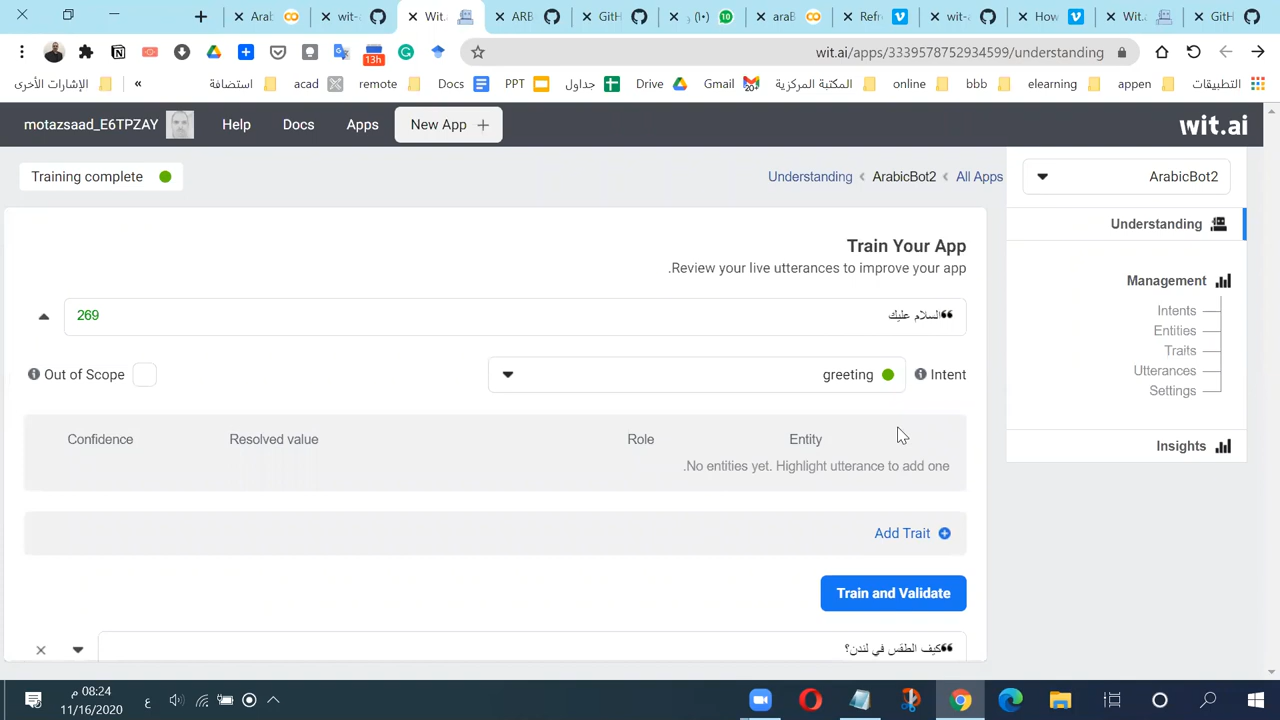 Arab
wit-
Wit.
ARB
GitH
araB
Refr
wit-a
How
Wit.
GitH
13h
wit.ai/apps/3339578752934599/understanding
التطبيقات
appen
elearning
bbb
online
المكتبة المركزية
Gmail
Drive
جداول
PPT
Docs
remote
acad
استضافة
»
الإشارات الأخرى
motazsaad_E6TPZAY
Help
Docs
Apps
New App +
wit.ai
Training complete
Understanding < ArabicBot2 < All Apps
ArabicBot2
Understanding
Management
Intents
Entities
Traits
Utterances
Settings
Insights
Train Your App
.Review your live utterances to improve your app
❝السلام عليك
269
Out of Scope
greeting
Intent
Confidence
Resolved value
Role
Entity
.No entities yet. Highlight utterance to add one
Add Trait
Train and Validate
❝كيف الطقس في لندن؟
08:24 م
11/16/2020
ع